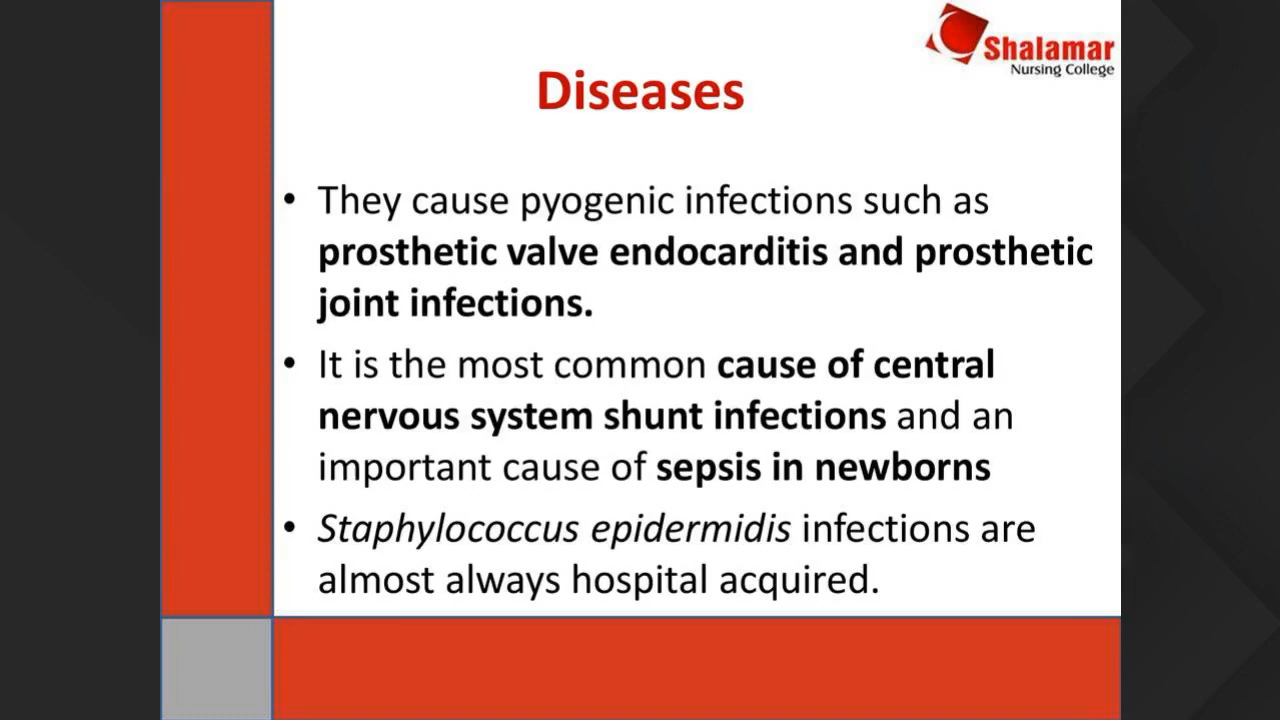 Shalamar
Nursing College
Diseases
• They cause pyogenic infections such as
prosthetic valve endocarditis and prosthetic
joint infections.
• It is the most common cause of central
nervous system shunt infections and an
important cause of sepsis in newborns
• Staphylococcus epidermidis infections are
almost always hospital acquired.